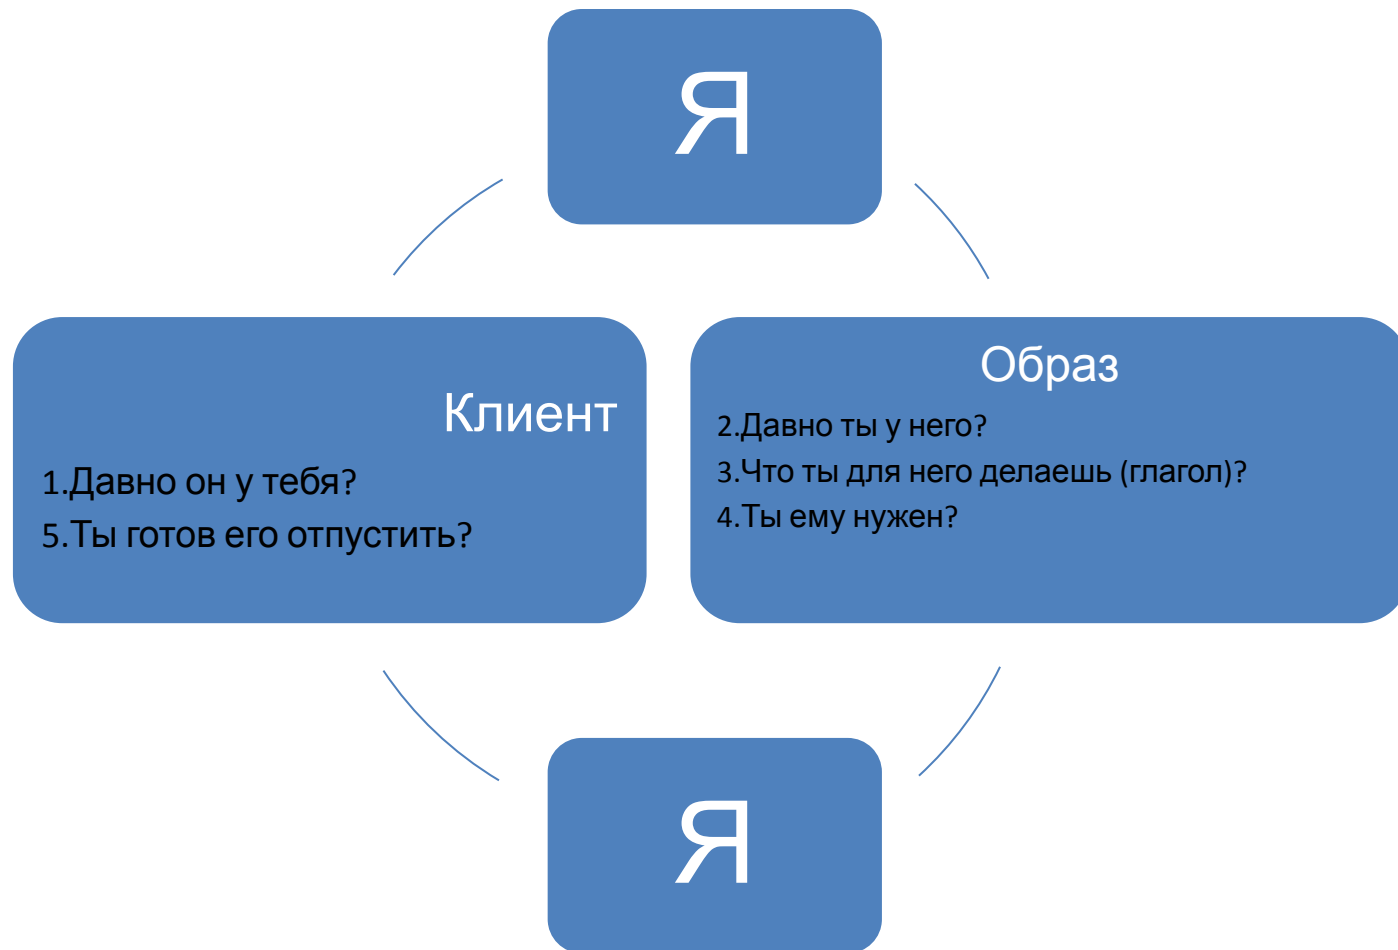 Я
Клиент
1.Давно он у тебя?
5.Ты готов его отпустить?
Образ
2.Давно ты у него?
3.Что ты для него делаешь (глагол)?
4.Ты ему нужен?
Я